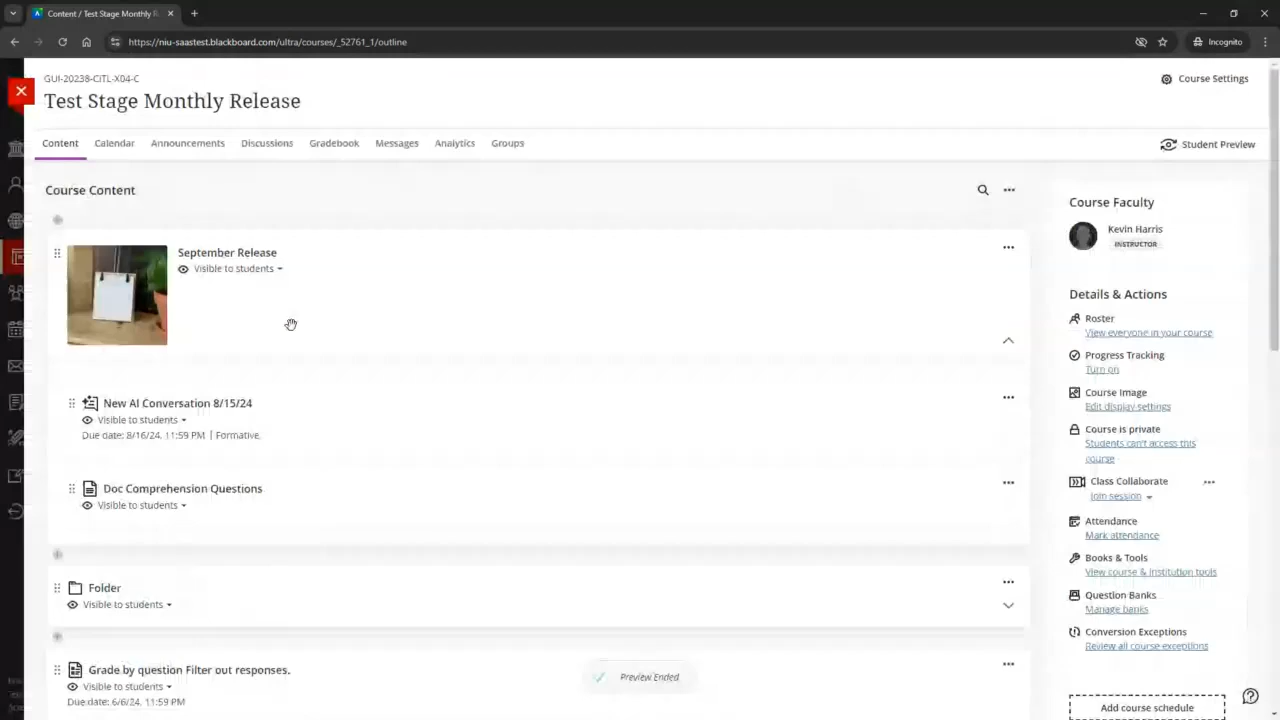 Content / Test Stage Monthly R
https://niu-saastest.blackboard.com/ultra/courses/_52761_1/outline
Incognito
GUI-20238-CITL-X04-C
Test Stage Monthly Release
Course Settings
Content
Calendar
Announcements
Discussions
Gradebook
Messages
Analytics
Groups
Student Preview
Course Content
September Release
Visible to students
New AI Conversation 8/15/24
Visible to students
Due date: 8/16/24, 11:59 PM | Formative
Doc Comprehension Questions
Visible to students
Folder
Visible to students
Grade by question Filter out responses.
Visible to students
Due date: 6/6/24, 11:59 PM
Preview Ended
Course Faculty
Kevin Harris
INSTRUCTOR
Details & Actions
Roster
View everyone in your course
Progress Tracking
Turn on
Course Image
Edit display settings
Course is private
Students can't access this
course
Class Collaborate
Join session
Attendance
Mark attendance
Books & Tools
View course & institution tools
Question Banks
Manage banks
Conversion Exceptions
Review all course exceptions
Add course schedule